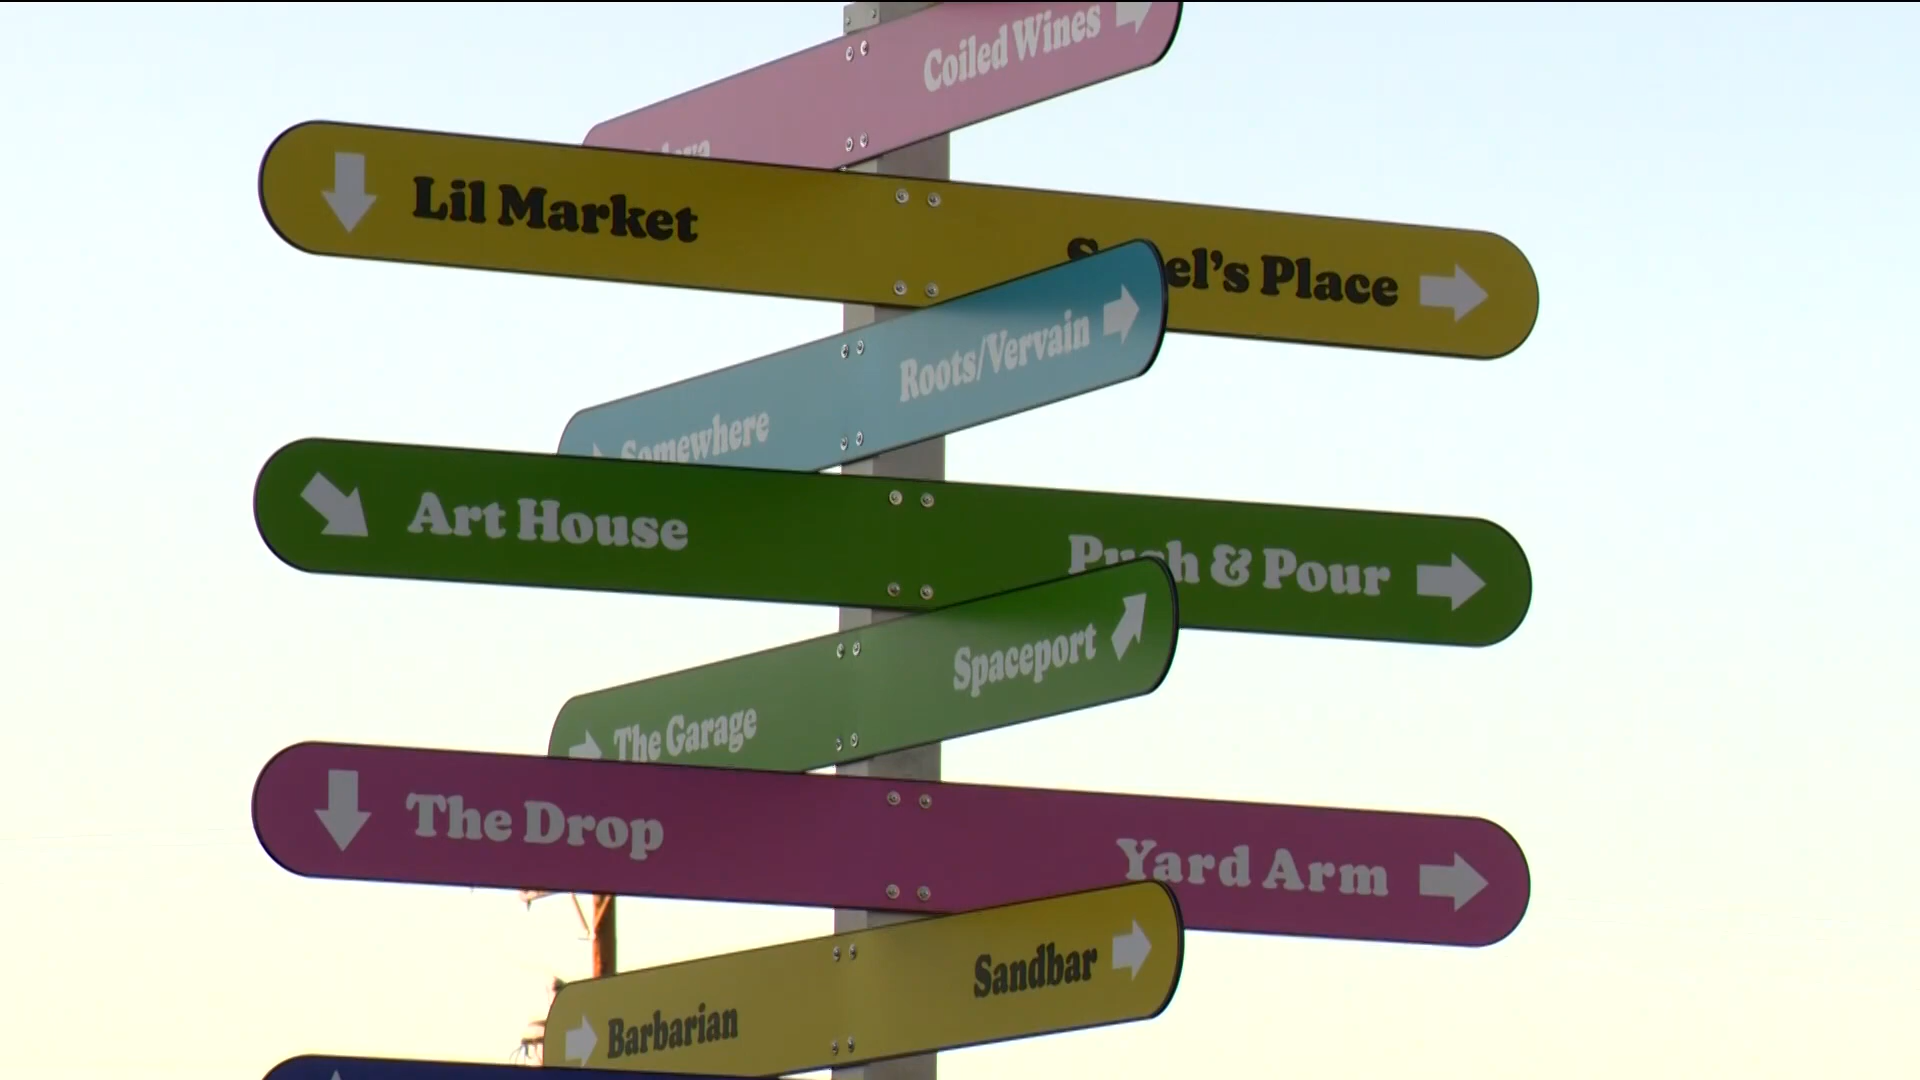 Coiled Wines
Lil Market
Place
Roots/Vervain
Somewhere
Art House
& Pour
Spaceport
The Garage
The Drop
Yard Arm
Sandbar
Barbarian